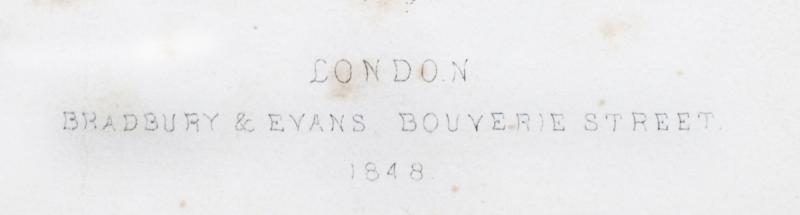 LONDON.
BRADBURY & EVANS BOUVERIE STREET.
1848.